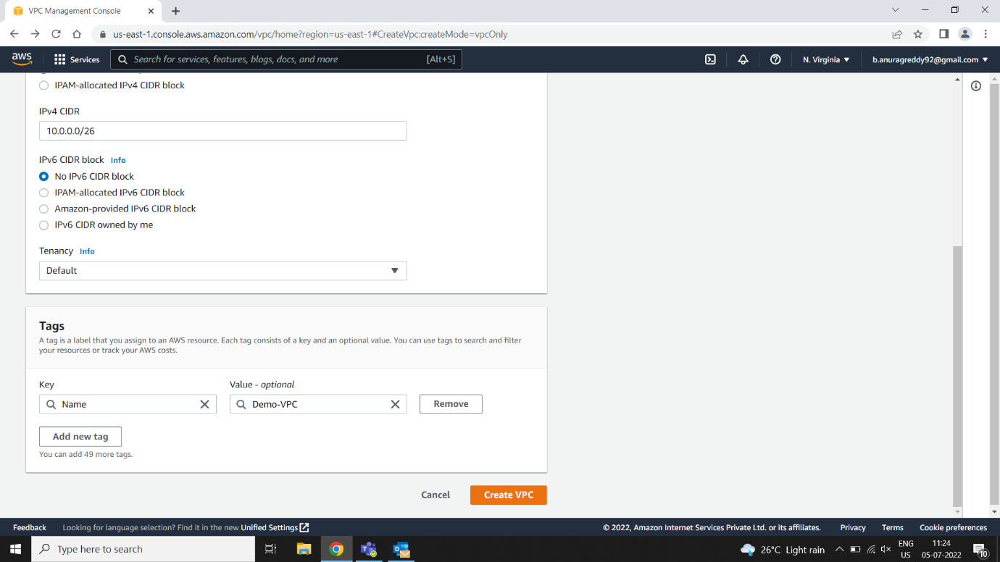 VPC Management Console
us-east-1.console.aws.amazon.com/vpc/home?region=us-east-1#CreateVpc:createMode=vpcOnly
aws
Services
Search for services, features, blogs, docs, and more
[Alt+S]
N. Virginia
b.anuragreddy92@gmail.com
IPAM-allocated IPv4 CIDR block
IPv4 CIDR
10.0.0.0/26
IPv6 CIDR block Info
No IPv6 CIDR block
IPAM-allocated IPv6 CIDR block
Amazon-provided IPv6 CIDR block
IPv6 CIDR owned by me
Tenancy Info
Default
Tags
A tag is a label that you assign to an AWS resource. Each tag consists of a key and an optional value. You can use tags to search and filter
your resources or track your AWS costs.
Key
Value - optional
Name
Demo-VPC
Remove
Add new tag
You can add 49 more tags.
Cancel
Create VPC
Feedback
Looking for language selection? Find it in the new Unified Settings
© 2022, Amazon Internet Services Private Ltd. or its affiliates.
Privacy
Terms
Cookie preferences
Type here to search
26°C Light rain
ENG
US
11:24
05-07-2022
10